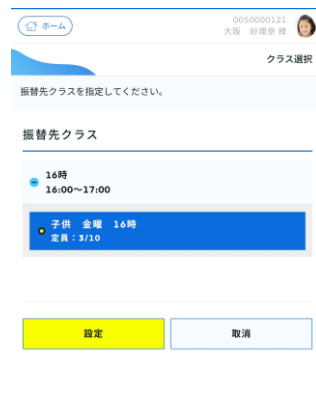 ホーム
0050000121
大阪 紗理奈 様
クラス選択
振替先クラスを指定してください。
振替先クラス
16時
16:00〜17:00
子供 金曜 16時
定員：3/10
設定
取消